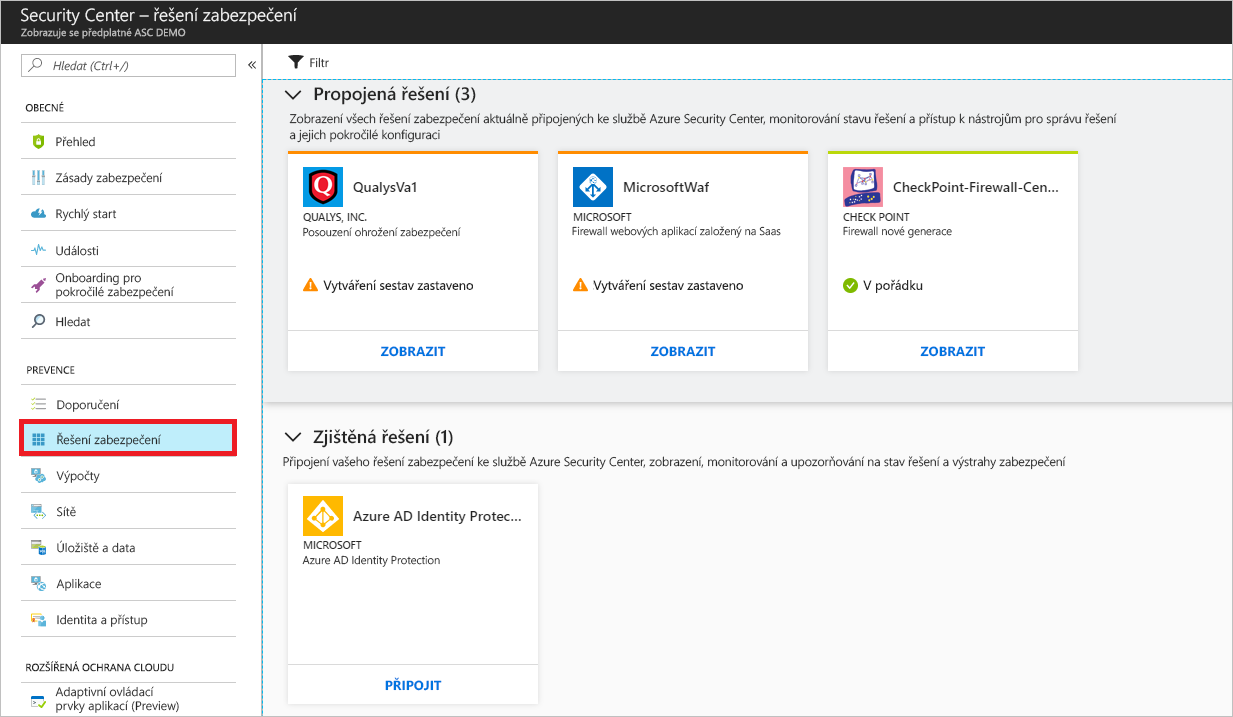 Security Center – řešení zabezpečení
Zobrazuje se předplatné ASC DEMO
Hledat (Ctrl+/)
«
OBECNÉ
Přehled
Zásady zabezpečení
Rychlý start
Události
Onboarding pro
pokročilé zabezpečení
Hledat
PREVENCE
Doporučení
Řešení zabezpečení
Výpočty
Sítě
Úložiště a data
Aplikace
Identita a přístup
ROZŠÍŘENÁ OCHRANA CLOUDU
Adaptivní ovládací
prvky aplikací (Preview)
Filtr
Propojená řešení (3)
Zobrazení všech řešení zabezpečení aktuálně připojených ke službě Azure Security Center, monitorování stavu řešení a přístup k nástrojům pro správu řešení
a jejich pokročilé konfiguraci
QualysVa1
QUALYS, INC.
Posouzení ohrožení zabezpečení
Vytváření sestav zastaveno
ZOBRAZIT
MicrosoftWaf
MICROSOFT
Firewall webových aplikací založený na Saas
Vytváření sestav zastaveno
ZOBRAZIT
CheckPoint-Firewall-Cen...
CHECK POINT
Firewall nové generace
V pořádku
ZOBRAZIT
Zjištěná řešení (1)
Připojení vašeho řešení zabezpečení ke službě Azure Security Center, zobrazení, monitorování a upozorňování na stav řešení a výstrahy zabezpečení
Azure AD Identity Protec...
MICROSOFT
Azure AD Identity Protection
PŘIPOJIT